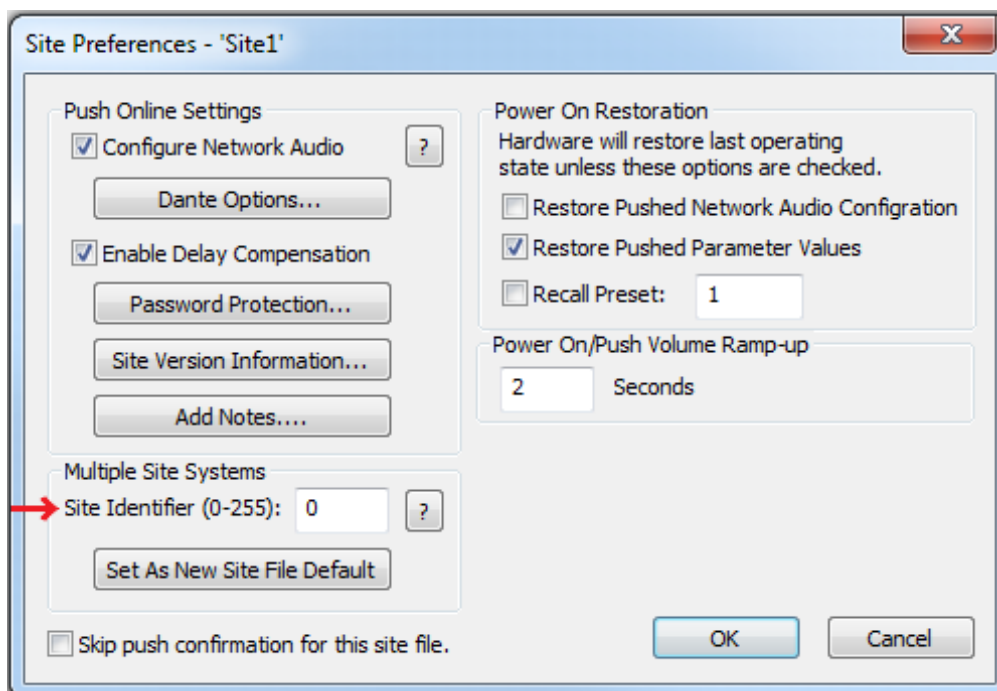 Site Preferences - 'Site1'
x
Push Online Settings
Configure Network Audio
?
Dante Options...
Enable Delay Compensation
Password Protection...
Site Version Information...
Add Notes....
Multiple Site Systems
Site Identifier (0-255): 0
?
Set As New Site File Default
Skip push confirmation for this site file.
Power On Restoration
Hardware will restore last operating
state unless these options are checked.
Restore Pushed Network Audio Configration
Restore Pushed Parameter Values
Recall Preset: 1
Power On/Push Volume Ramp-up
2 Seconds
OK
Cancel